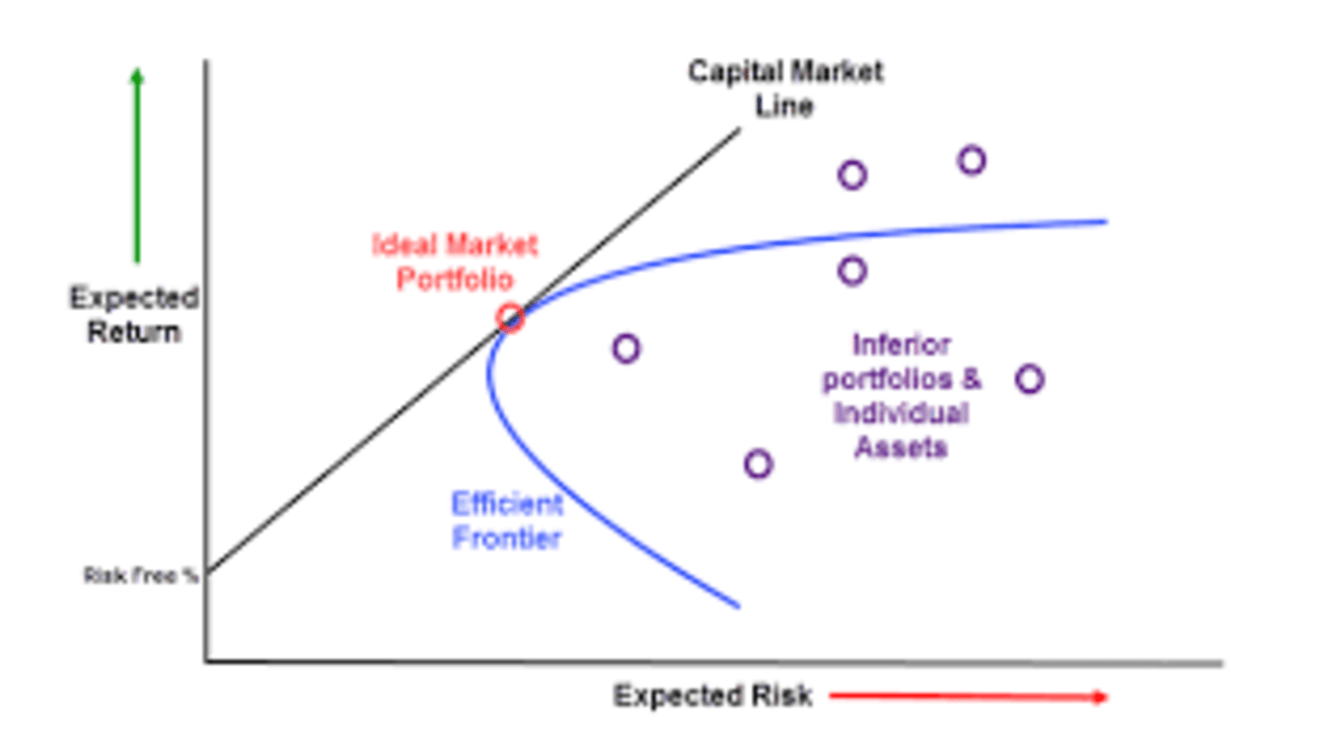 Capital Market
Line
Ideal Market
Portfolio
Expected
Return
Inferior
portfolios &
Individual
Assets
Efficient
Frontier
Risk Free %
Expected Risk